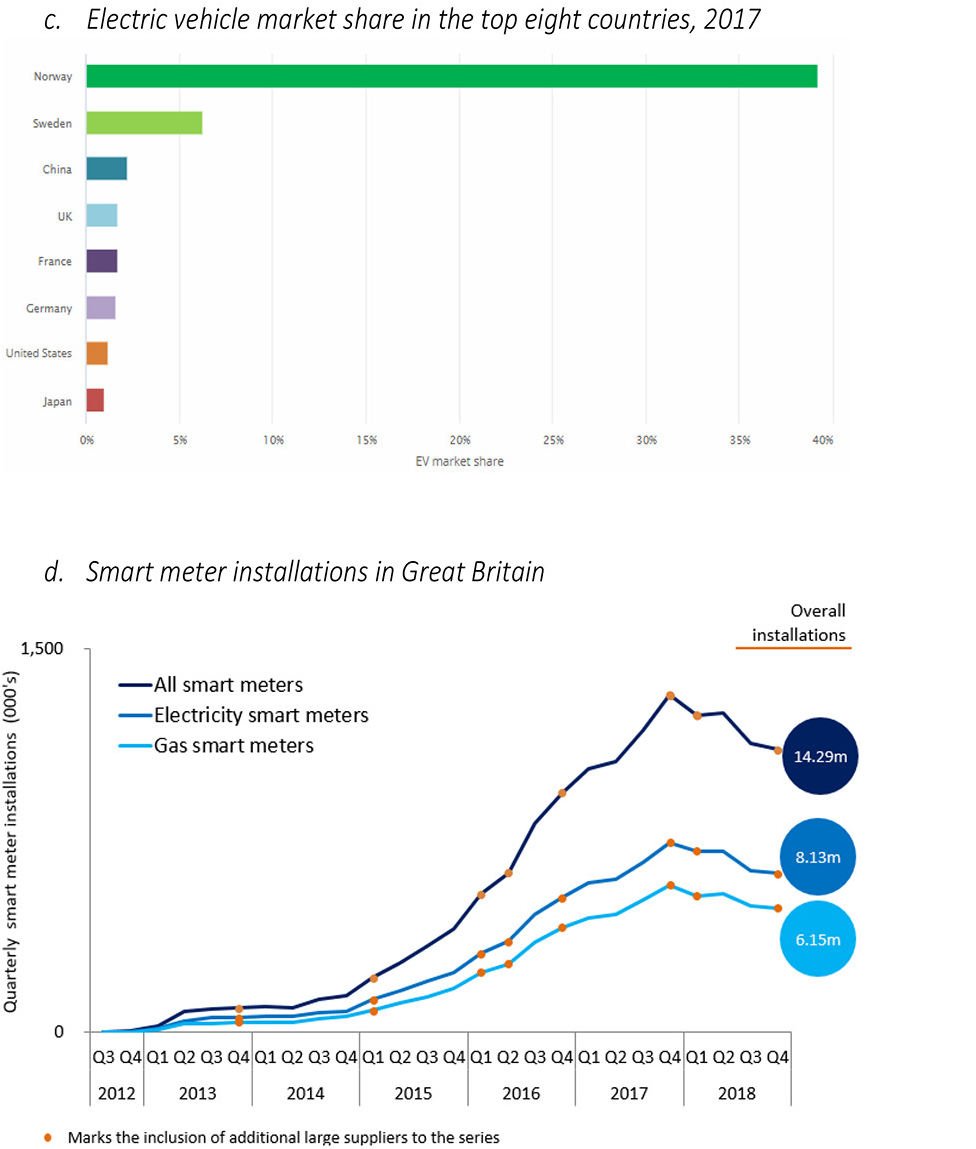 c. Electric vehicle market share in the top eight countries, 2017
Norway
Sweden
China
UK
France
Germany
United States
Japan
0% 5% 10% 15% 20% 25% 30% 35% 40%
EV market share
d. Smart meter installations in Great Britain
Overall
installations
1,500
Quarterly smart meter installations (000's)
All smart meters
Electricity smart meters
Gas smart meters
14.29m
8.13m
6.15m
0
Q3 Q4 Q1 Q2 Q3 Q4 Q1 Q2 Q3 Q4 Q1 Q2 Q3 Q4 Q1 Q2 Q3 Q4 Q1 Q2 Q3 Q4 Q1 Q2 Q3 Q4
2012 2013 2014 2015 2016 2017 2018
Marks the inclusion of additional large suppliers to the series